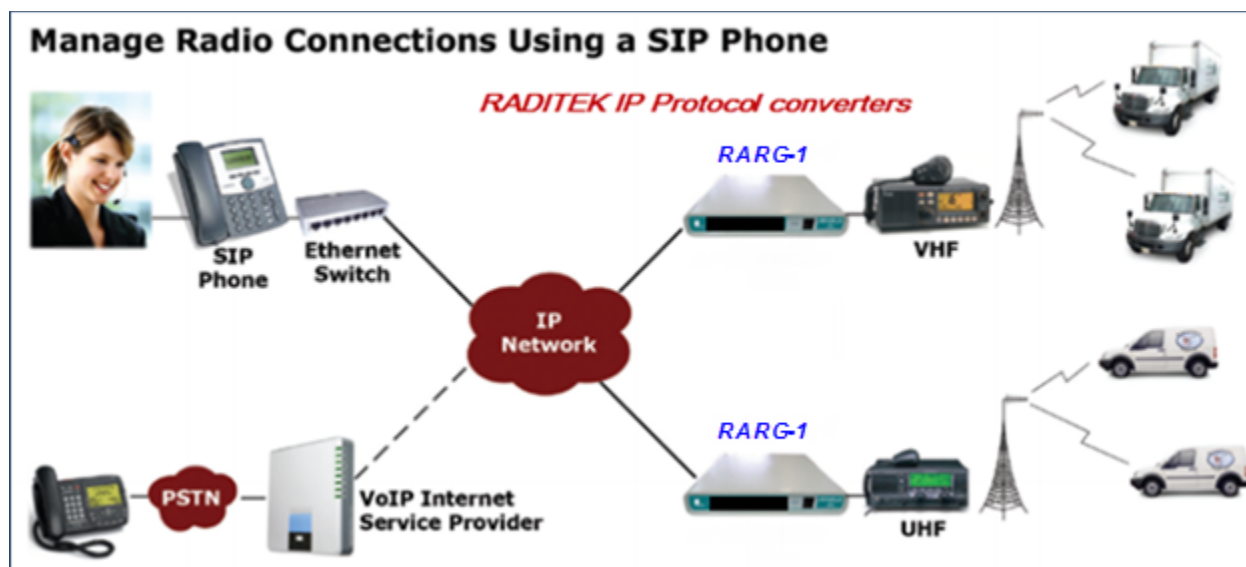 Manage Radio Connections Using a SIP Phone
RADITEK IP Protocol converters
RARG-1
SIP
Phone
Ethernet
Switch
VHF
IP
Network
RARG-1
PSTN
VoIP Internet
Service Provider
UHF